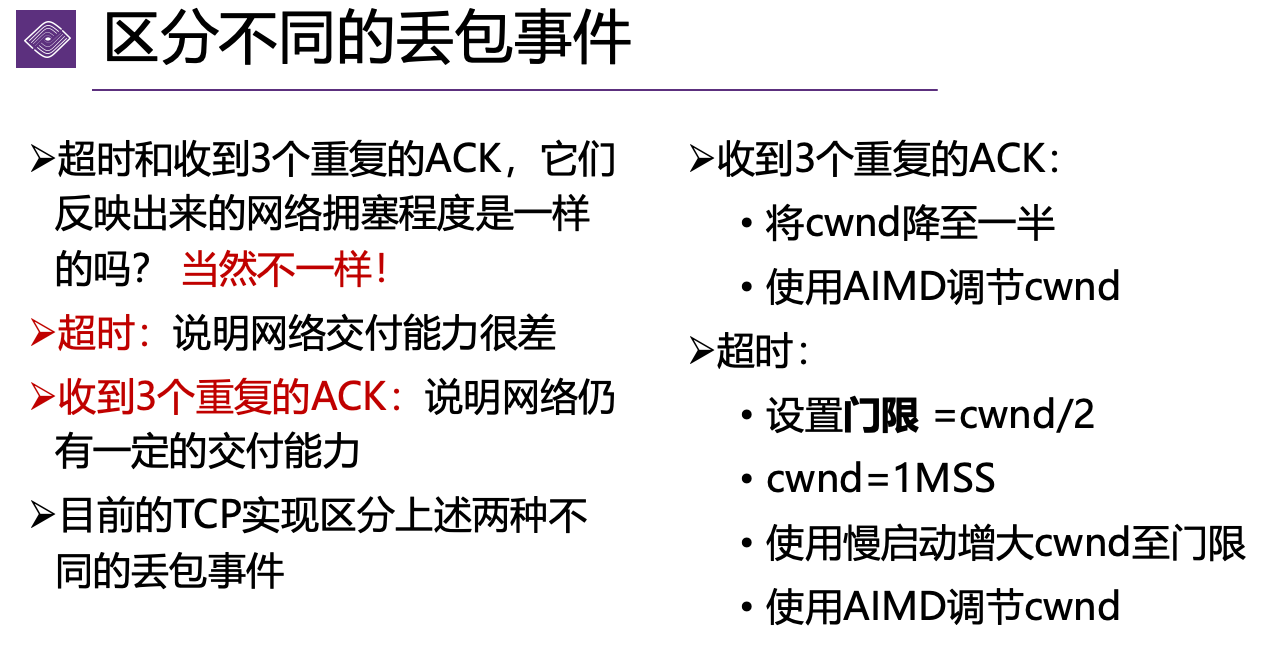 区分不同的丢包事件
➢超时和收到3个重复的ACK，它们
反映出来的网络拥塞程度是一样
的吗？ 当然不一样！
➢超时：说明网络交付能力很差
➢收到3个重复的ACK：说明网络仍
有一定的交付能力
➢目前的TCP实现区分上述两种不
同的丢包事件
➢收到3个重复的ACK：
• 将cwnd降至一半
• 使用AIMD调节cwnd
➢超时：
• 设置门限 =cwnd/2
• cwnd=1MSS
• 使用慢启动增大cwnd至门限
• 使用AIMD调节cwnd